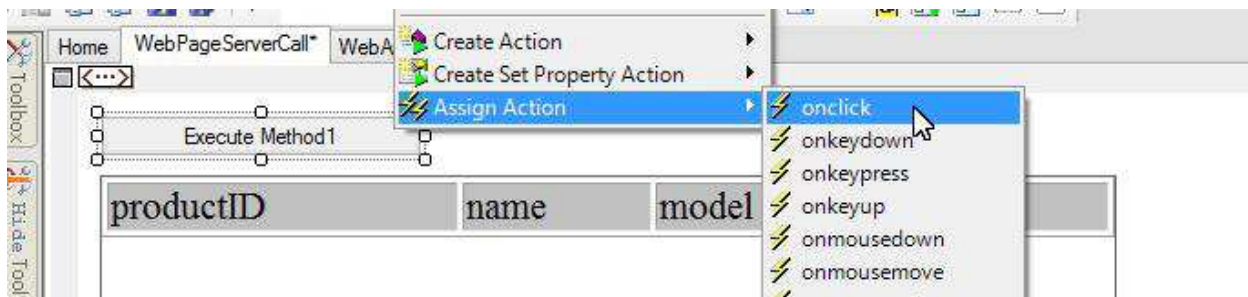 Home
WebPageServerCall*
WebA
Create Action
Create Set Property Action
Assign Action
Toolbox
Hide Tool
Execute Method1
productID
name
model
onclick
onkeydown
onkeypress
onkeyup
onmousedown
onmousemove